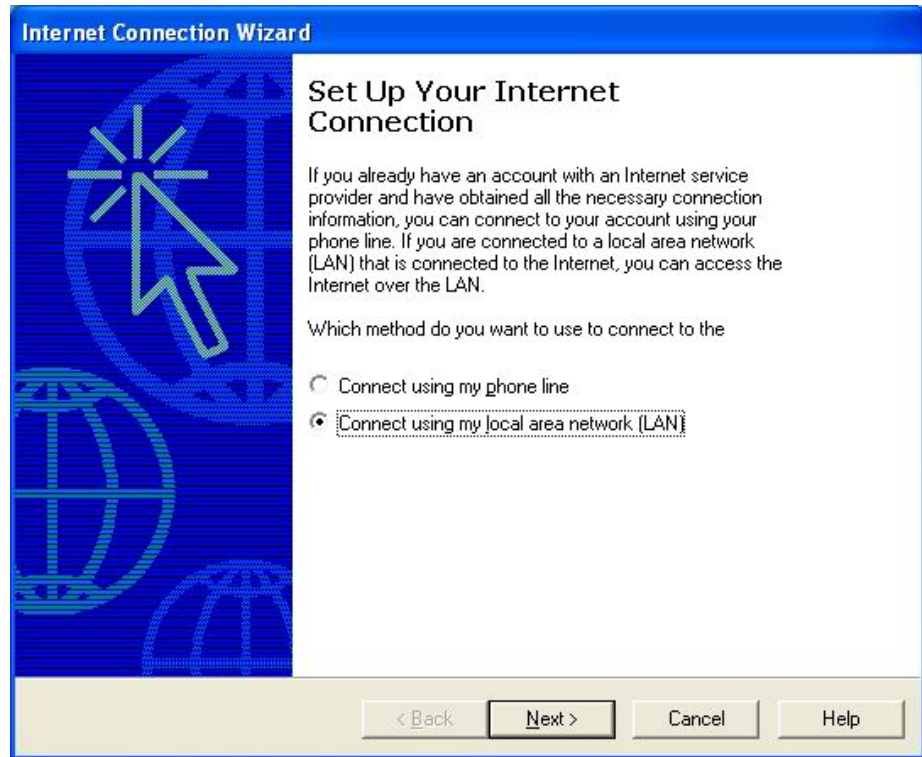 Internet Connection Wizard
Set Up Your Internet
Connection
If you already have an account with an Internet service
provider and have obtained all the necessary connection
information, you can connect to your account using your
phone line. If you are connected to a local area network
(LAN) that is connected to the Internet, you can access the
Internet over the LAN.
Which method do you want to use to connect to the
Connect using my phone line
Connect using my local area network (LAN)
< Back Next > Cancel Help